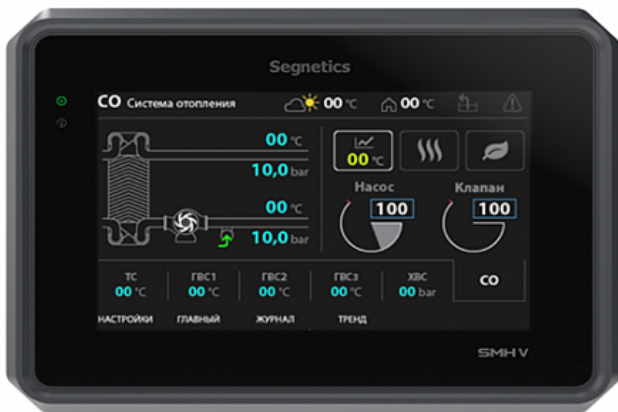 Segnetics
СО Система отопления 00 °C 00 °C
00 °C
10,0 bar
00 °C
10,0 bar
00 °C
Насос Клапан
100 100
ТС ГВС1 ГВС2 ГВС3 ХВС СО
00 °C 00 °C 00 °C 00 °C 00 bar
НАСТРОЙКИ ГЛАВНЫЙ ЖУРНАЛ ТРЕНД
SMH V